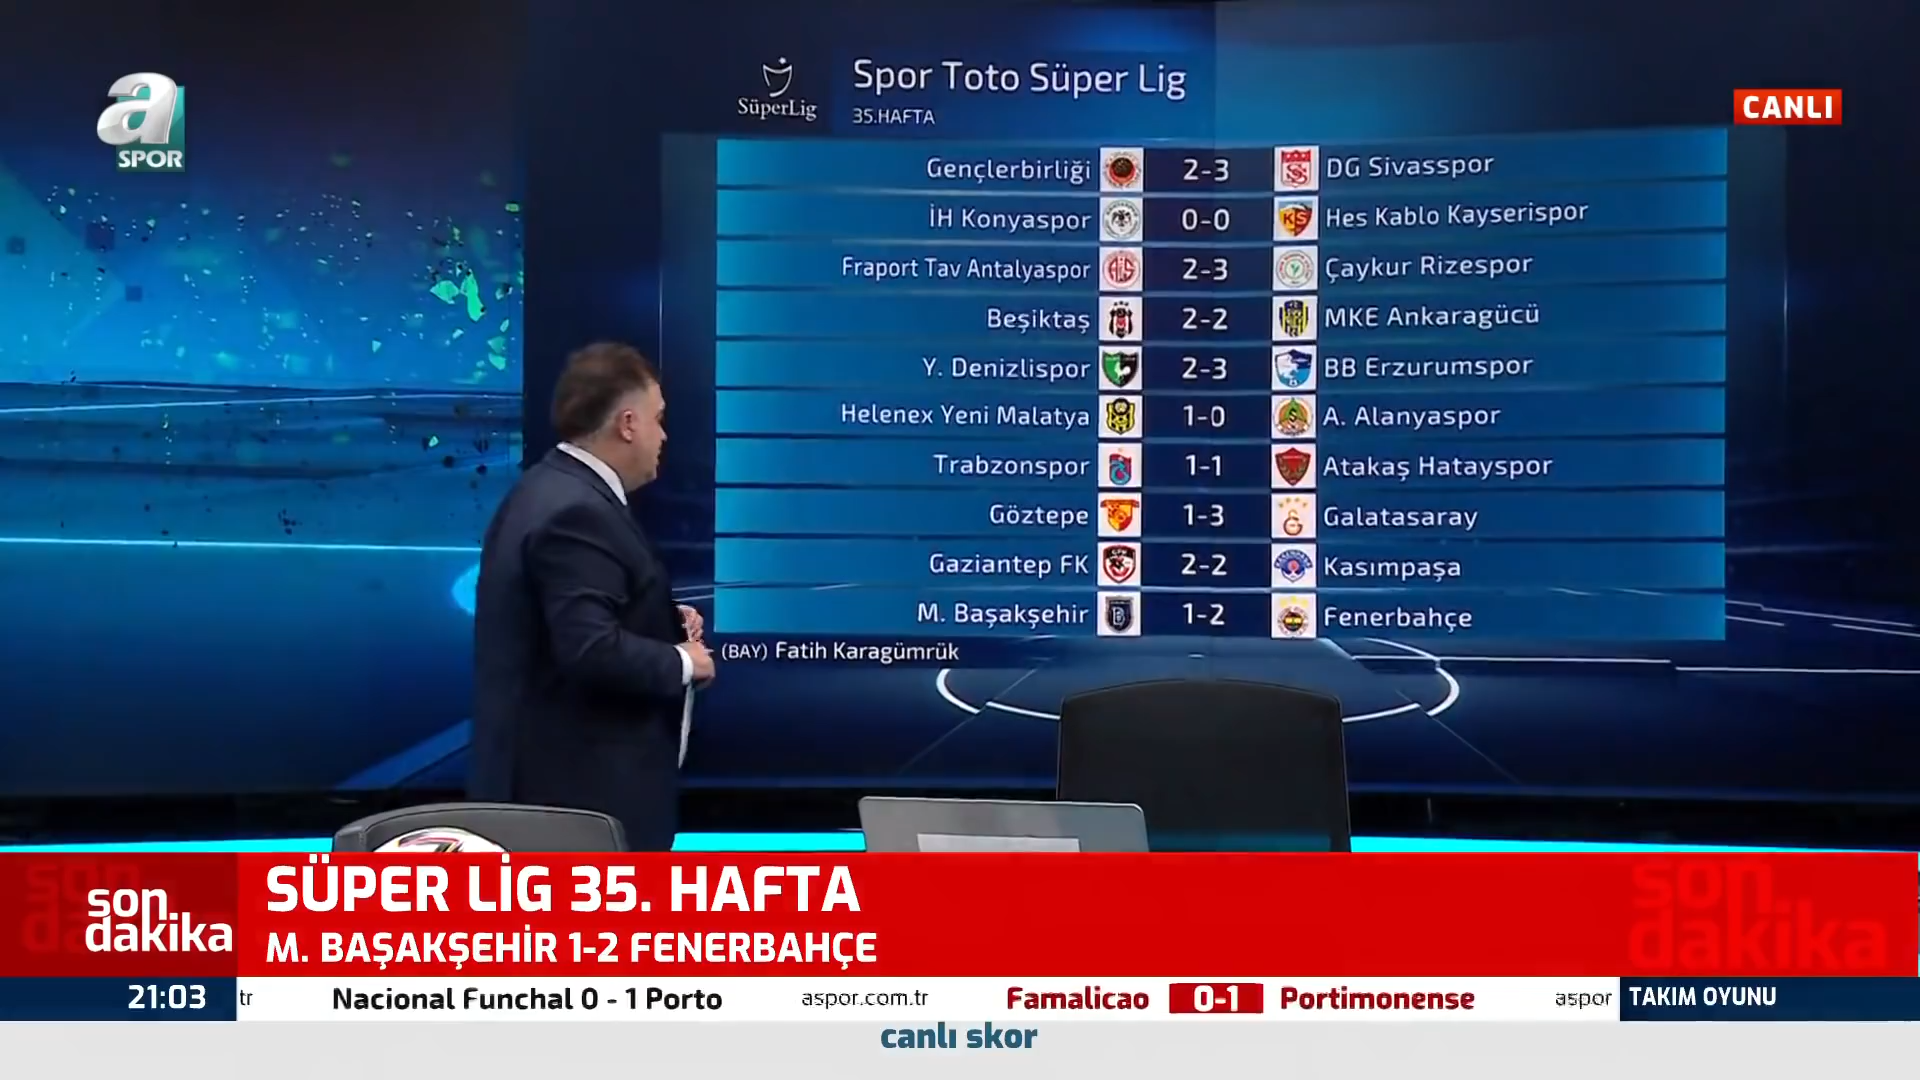 a
SPOR
SüperLig
Spor Toto Süper Lig
35.HAFTA
CANLI
Gençlerbirliği 2-3 DG Sivasspor
İH Konyaspor 0-0 Hes Kablo Kayserispor
Fraport Tav Antalyaspor 2-3 Çaykur Rizespor
Beşiktaş 2-2 MKE Ankaragücü
Y. Denizlispor 2-3 BB Erzurumspor
Helenex Yeni Malatya 1-0 A. Alanyaspor
Trabzonspor 1-1 Atakaş Hatayspor
Göztepe 1-3 Galatasaray
Gaziantep FK 2-2 Kasımpaşa
M. Başakşehir 1-2 Fenerbahçe
(BAY) Fatih Karagümrük
son
dakika
SÜPER LİG 35. HAFTA
M. BAŞAKŞEHİR 1-2 FENERBAHÇE
son
dakika
21:03 tr Nacional Funchal 0 - 1 Porto aspor.com.tr Famalicao 0-1 Portimonense aspor TAKIM OYUNU
canlı skor